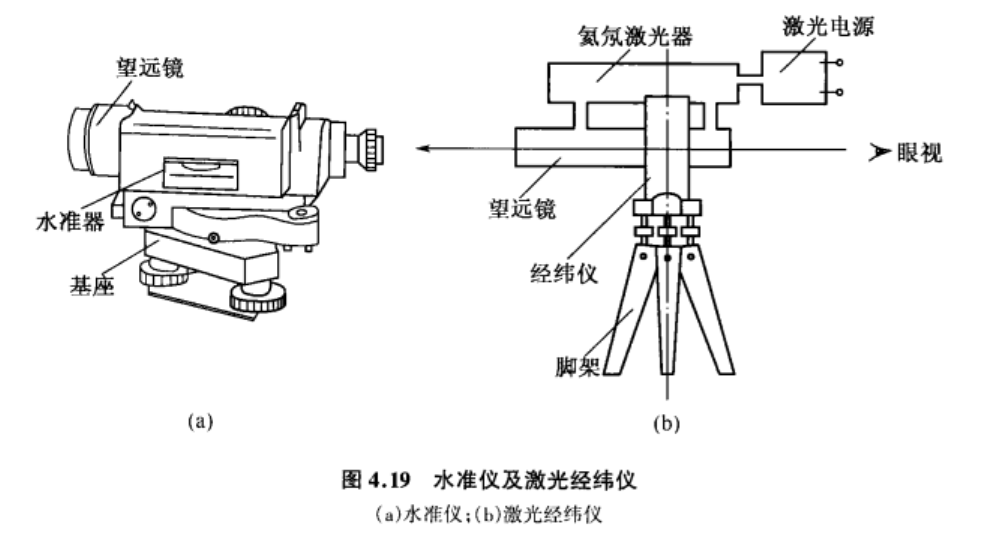 望远镜
水准器
基座
(a)
氦氖激光器
激光电源
眼视
望远镜
经纬仪
脚架
(b)
图 4.19 水准仪及激光经纬仪
(a)水准仪;(b)激光经纬仪